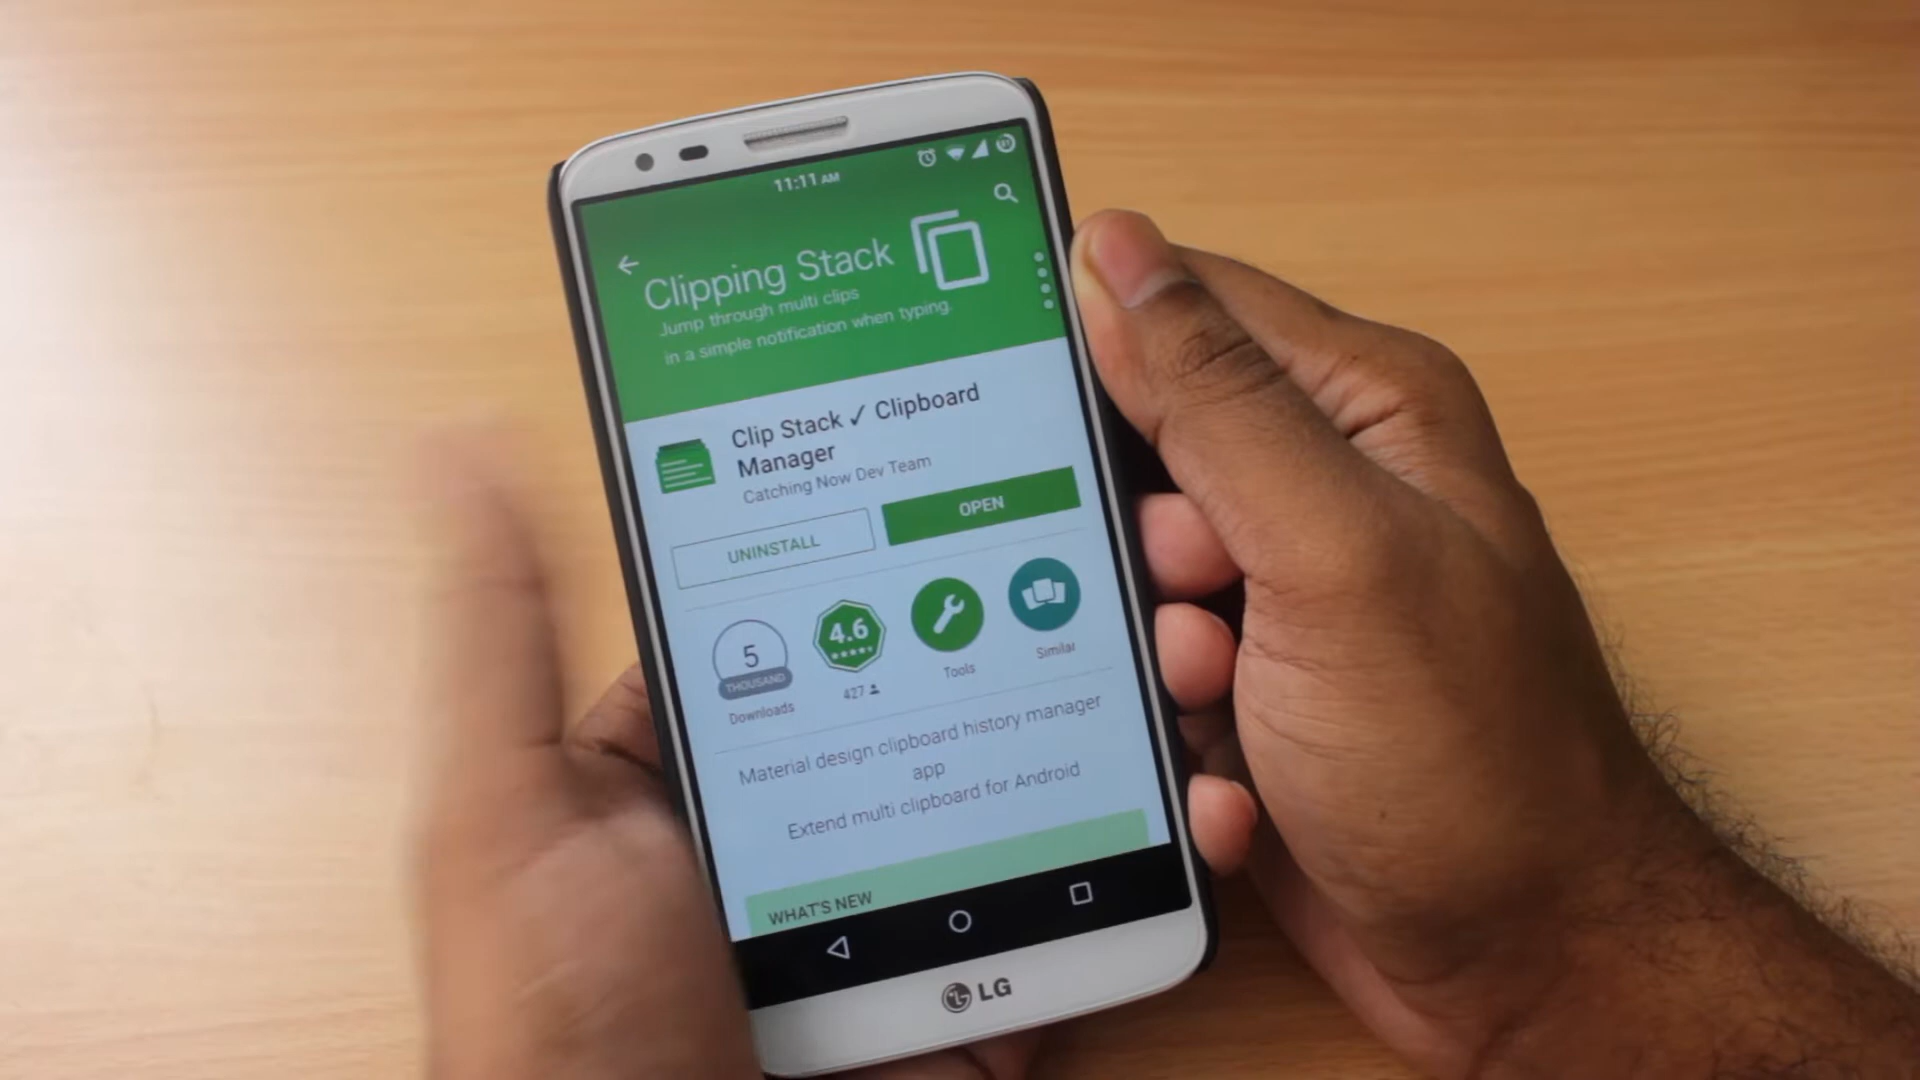 11:11 AM
Clipping Stack
Jump through multi clips
in a simple notification when typing.
Clip Stack ✓ Clipboard
Manager
Catching Now Dev Team
UNINSTALL
OPEN
5
THOUSAND
Downloads
4.6
427
Tools
Similar
Material design clipboard history manager
app
Extend multi clipboard for Android
WHAT'S NEW
LG